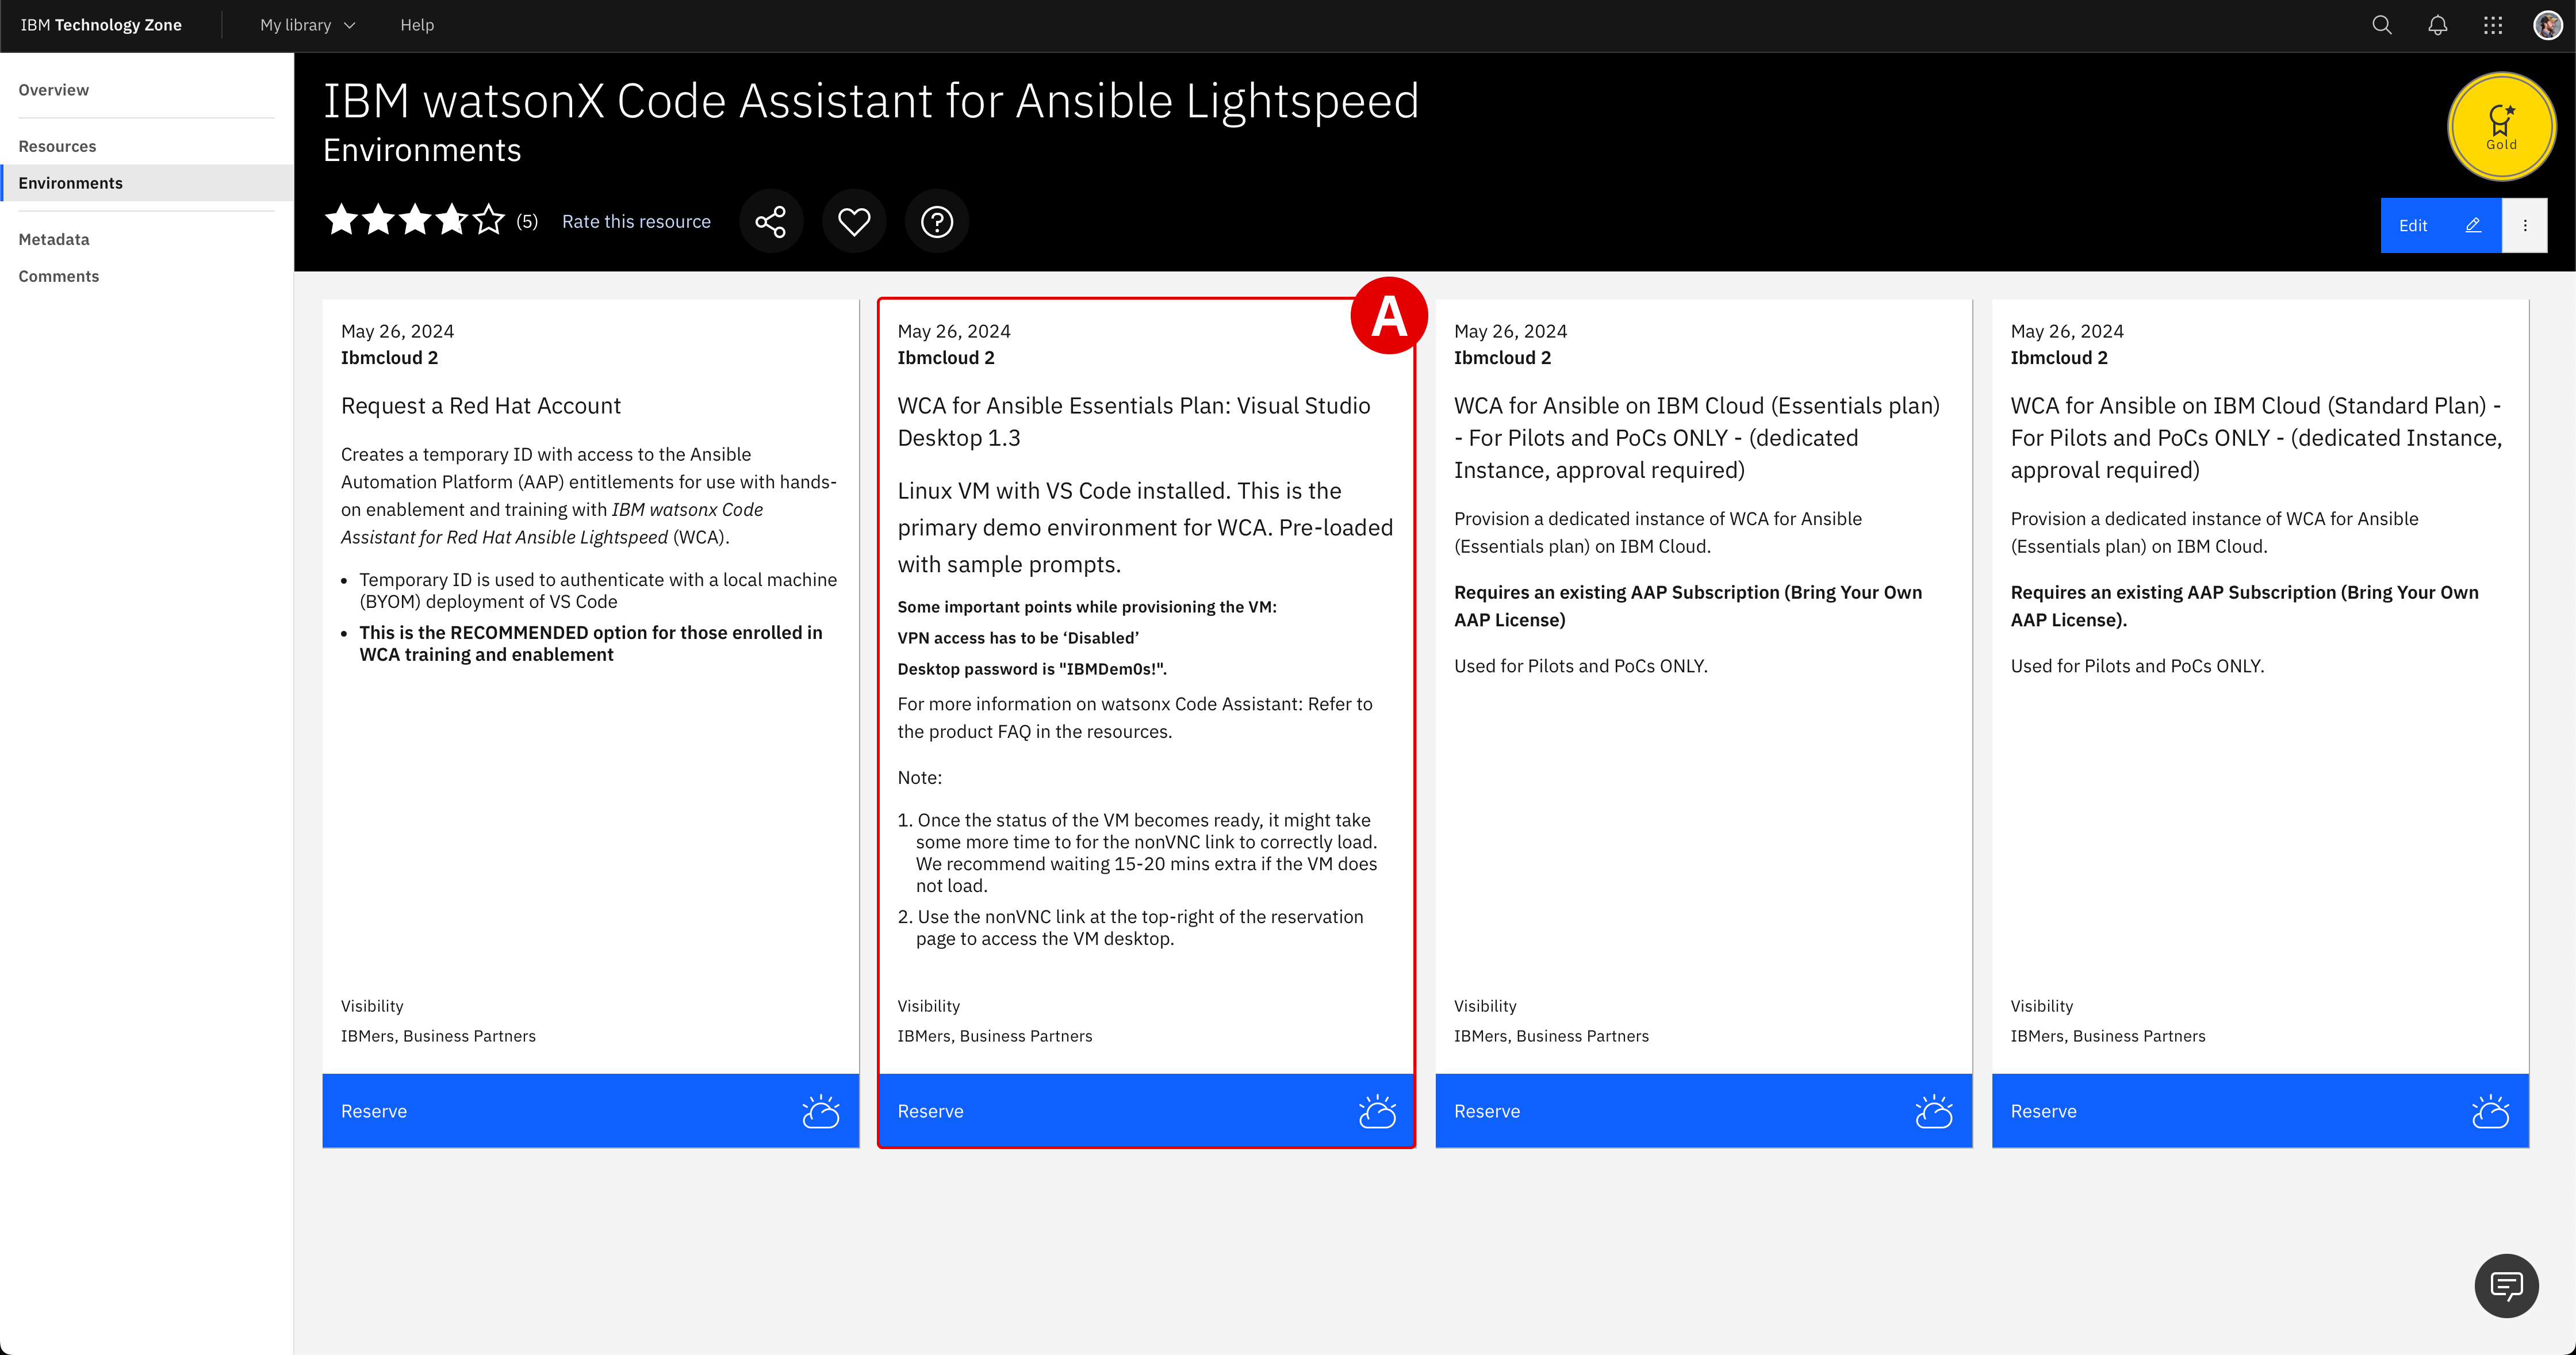 IBM Technology Zone
My library
Help
Overview
Resources
Environments
Metadata
Comments
IBM watsonX Code Assistant for Ansible Lightspeed
Environments
(5)
Rate this resource
Gold
Edit
A
May 26, 2024
Ibmcloud 2
Request a Red Hat Account
Creates a temporary ID with access to the Ansible
Automation Platform (AAP) entitlements for use with hands-
on enablement and training with IBM watsonx Code
Assistant for Red Hat Ansible Lightspeed (WCA).
• Temporary ID is used to authenticate with a local machine
(BYOM) deployment of VS Code
• This is the RECOMMENDED option for those enrolled in
WCA training and enablement
Visibility
IBMers, Business Partners
Reserve
May 26, 2024
Ibmcloud 2
WCA for Ansible Essentials Plan: Visual Studio
Desktop 1.3
Linux VM with VS Code installed. This is the
primary demo environment for WCA. Pre-loaded
with sample prompts.
Some important points while provisioning the VM:
VPN access has to be ‘Disabled’
Desktop password is "IBMDem0s!".
For more information on watsonx Code Assistant: Refer to
the product FAQ in the resources.
Note:
1. Once the status of the VM becomes ready, it might take
some more time to for the nonVNC link to correctly load.
We recommend waiting 15-20 mins extra if the VM does
not load.
2. Use the nonVNC link at the top-right of the reservation
page to access the VM desktop.
Visibility
IBMers, Business Partners
Reserve
May 26, 2024
Ibmcloud 2
WCA for Ansible on IBM Cloud (Essentials plan)
- For Pilots and PoCs ONLY - (dedicated
Instance, approval required)
Provision a dedicated instance of WCA for Ansible
(Essentials plan) on IBM Cloud.
Requires an existing AAP Subscription (Bring Your Own
AAP License)
Used for Pilots and PoCs ONLY.
Visibility
IBMers, Business Partners
Reserve
May 26, 2024
Ibmcloud 2
WCA for Ansible on IBM Cloud (Standard Plan) -
For Pilots and PoCs ONLY - (dedicated Instance,
approval required)
Provision a dedicated instance of WCA for Ansible
(Essentials plan) on IBM Cloud.
Requires an existing AAP Subscription (Bring Your Own
AAP License).
Used for Pilots and PoCs ONLY.
Visibility
IBMers, Business Partners
Reserve